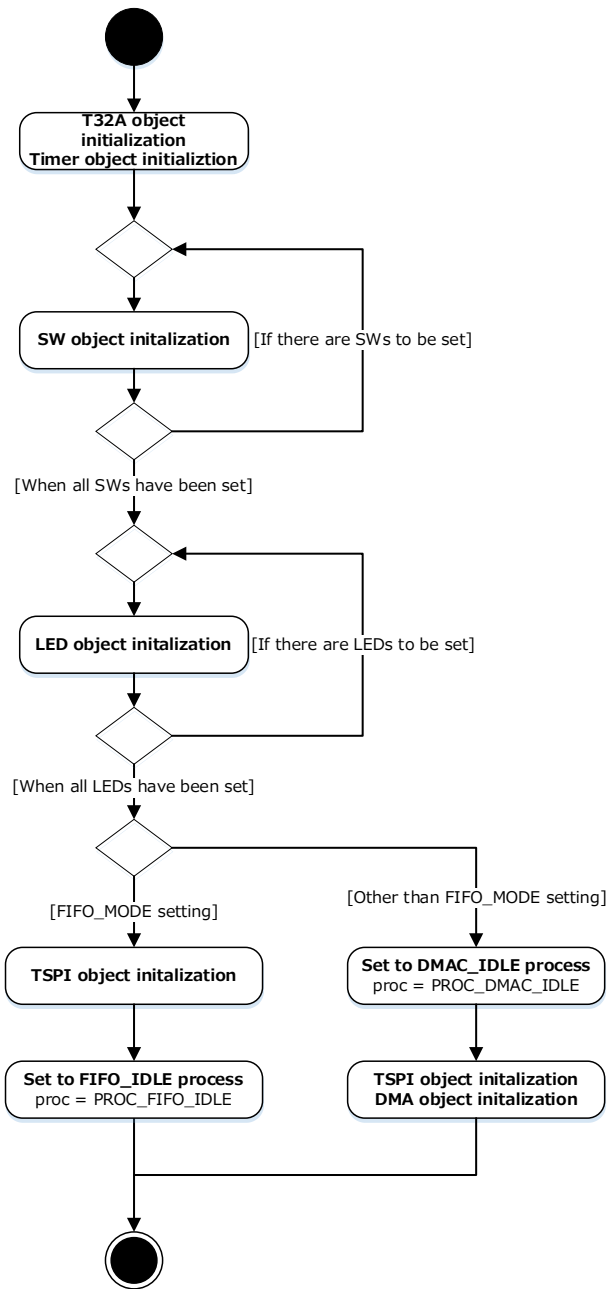 T32A object
initialization
Timer object initializtion
SW object initalization
[If there are SWs to be set]
[When all SWs have been set]
LED object initalization
[If there are LEDs to be set]
[When all LEDs have been set]
[FIFO_MODE setting]
[Other than FIFO_MODE setting]
TSPI object initalization
Set to DMAC_IDLE process
proc = PROC_DMAC_IDLE
Set to FIFO_IDLE process
proc = PROC_FIFO_IDLE
TSPI object initalization
DMA object initalization